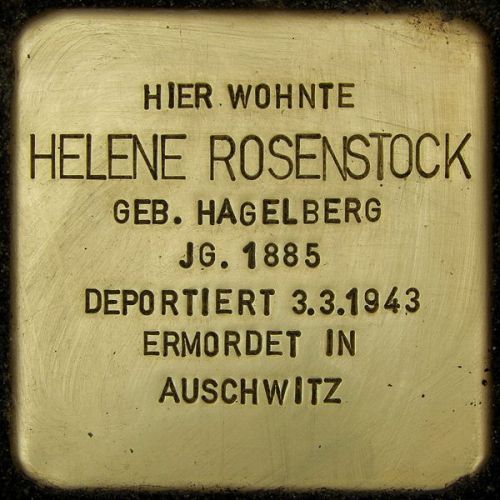 HIER WOHNTE
HELENE ROSENSTOCK
GEB. HAGELBERG
JG. 1885
DEPORTIERT 3.3.1943
ERMORDET IN
AUSCHWITZ